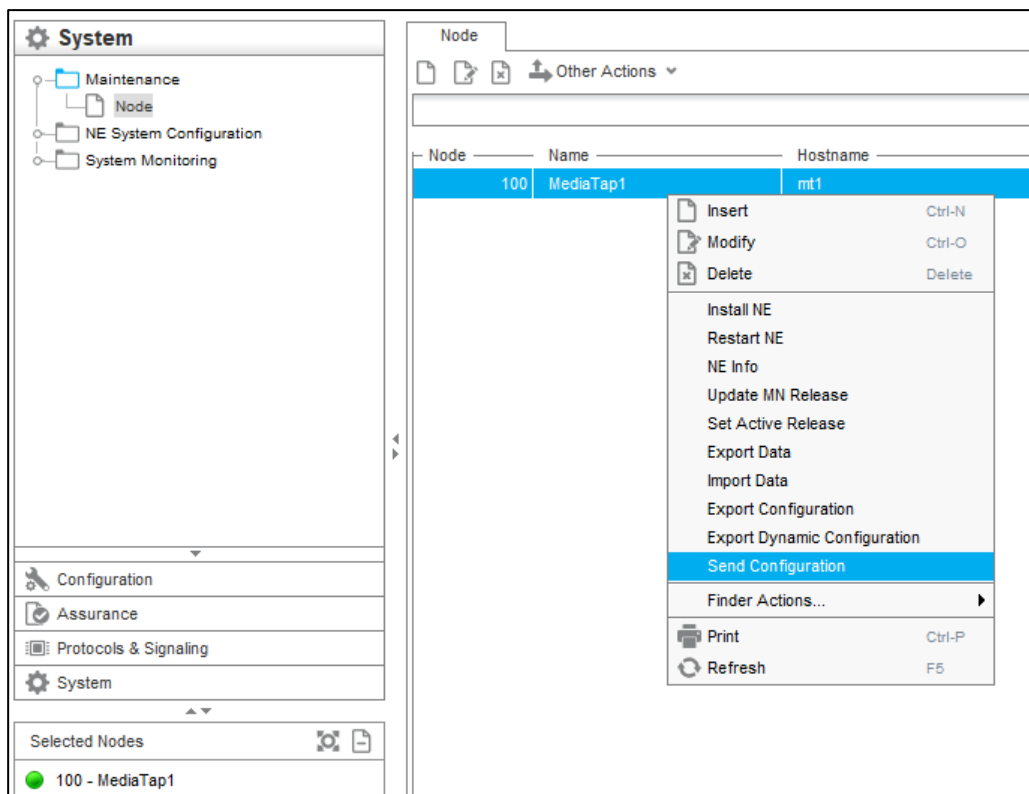 System
Maintenance
Node
NE System Configuration
System Monitoring
Configuration
Assurance
Protocols & Signaling
System
Selected Nodes
100 - MediaTap1
Node
Other Actions
Node Name Hostname
100 MediaTap1 mt1
Insert Ctrl-N
Modify Ctrl-O
Delete Delete
Install NE
Restart NE
NE Info
Update MN Release
Set Active Release
Export Data
Import Data
Export Configuration
Export Dynamic Configuration
Send Configuration
Finder Actions...
Print Ctrl-P
Refresh F5